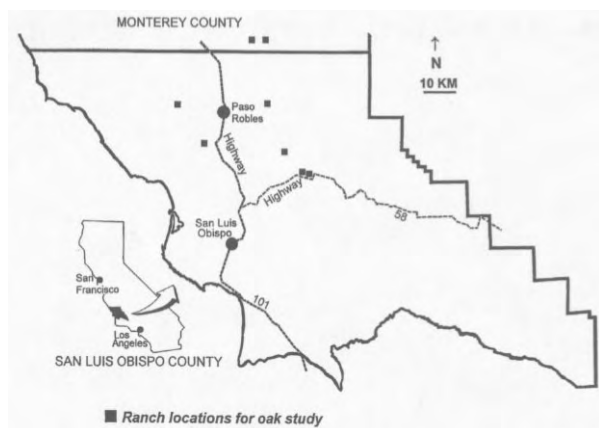 MONTEREY COUNTY
↑
N
10 KM
Paso
Robles
Highway
Highway
58
San Luis
Obispo
San
Francisco
101
Los
Angeles
SAN LUIS OBISPO COUNTY
Ranch locations for oak study